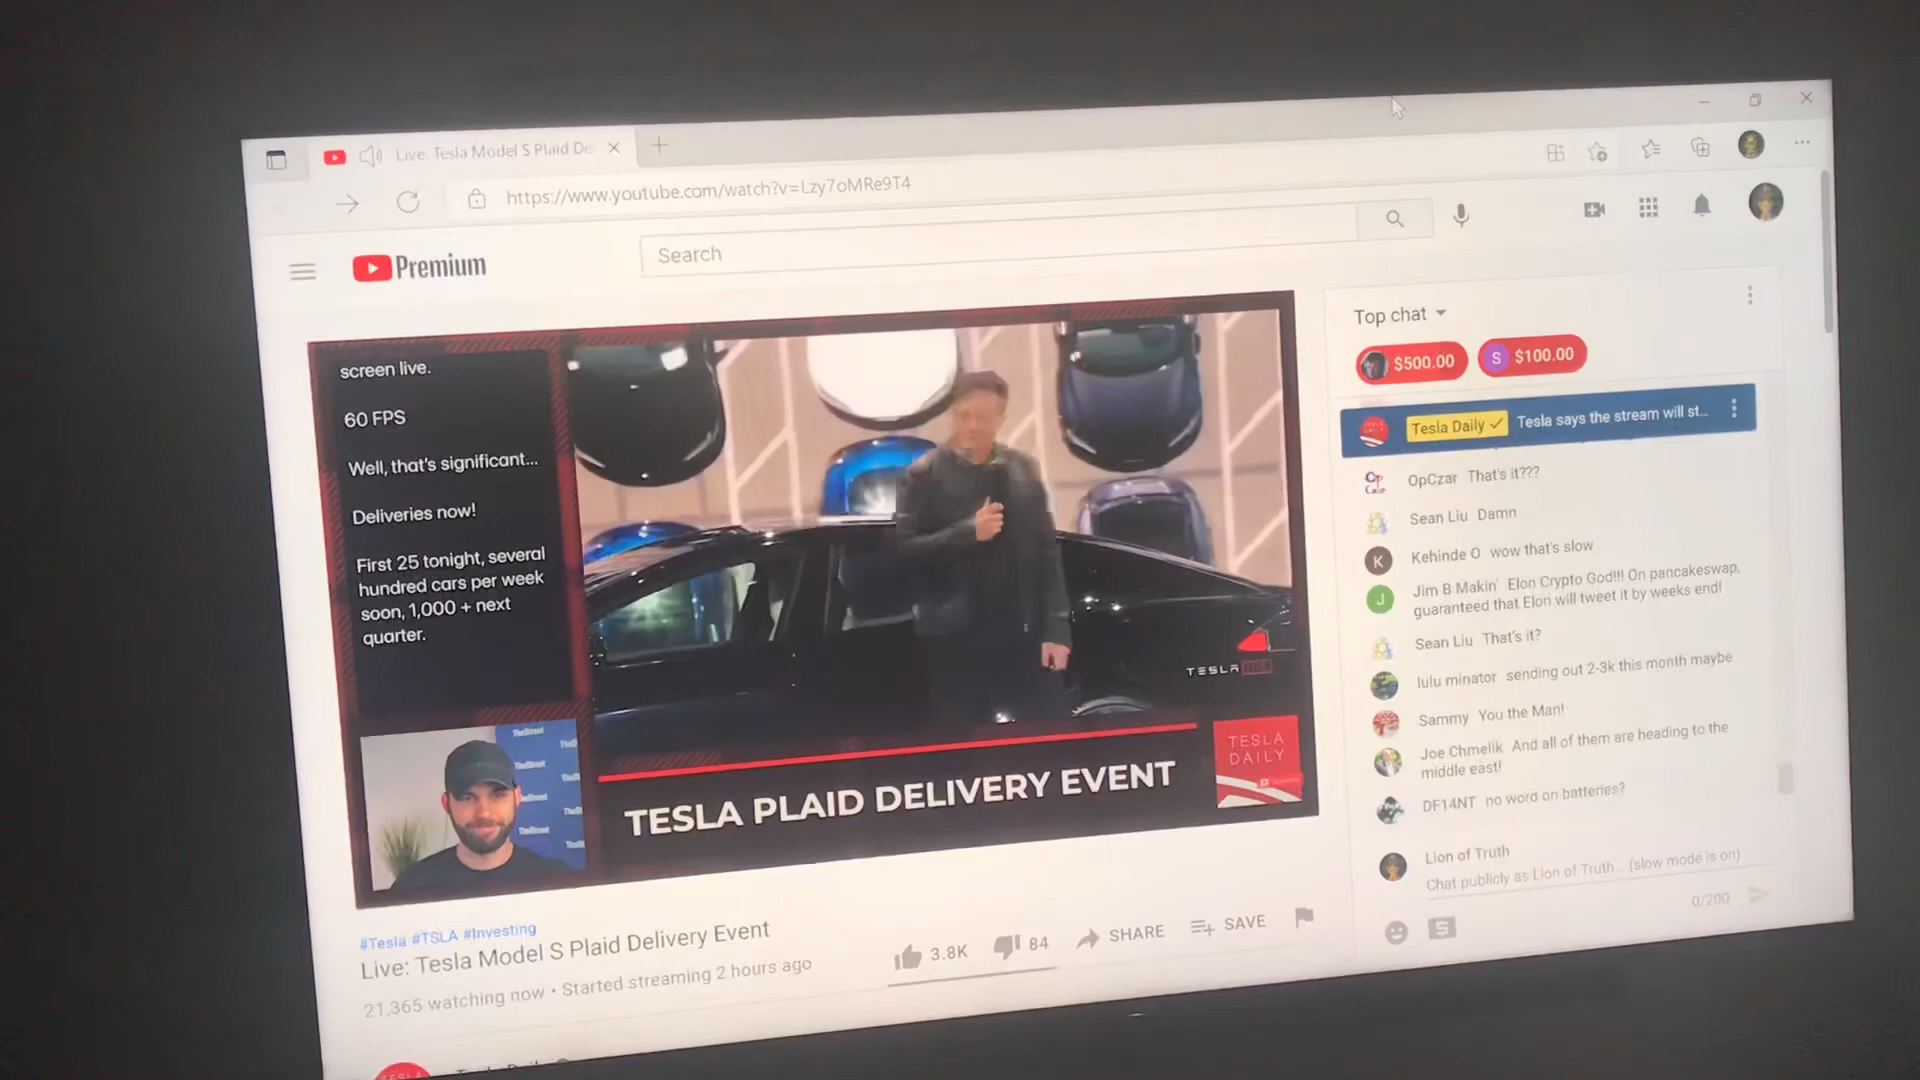 Live: Tesla Model S Plaid De
https://www.youtube.com/watch?v=Lzy7oMRe9T4
Premium
Search
screen live.
60 FPS
Well, that's significant...
Deliveries now!
First 25 tonight, several
hundred cars per week
soon, 1,000 + next
quarter.
TESLA
TheStreet
TheStreet
TheStreet
TheStreet
TESLA PLAID DELIVERY EVENT
TESLA
DAILY
#Tesla #TSLA #Investing
Live: Tesla Model S Plaid Delivery Event
21,365 watching now • Started streaming 2 hours ago
3.8K
84
SHARE
SAVE
Top chat
$500.00
S $100.00
Tesla Daily Tesla says the stream will st...
OpCzar That's it???
Sean Liu Damn
K Kehinde O wow that's slow
J Jim B Makin' Elon Crypto God!!! On pancakeswap,
guaranteed that Elon will tweet it by weeks end!
Sean Liu That's it?
lulu minator sending out 2-3k this month maybe
Sammy You the Man!
Joe Chmelik And all of them are heading to the
middle east!
DF14NT no word on batteries?
Lion of Truth
Chat publicly as Lion of Truth... (slow mode is on)
0/200